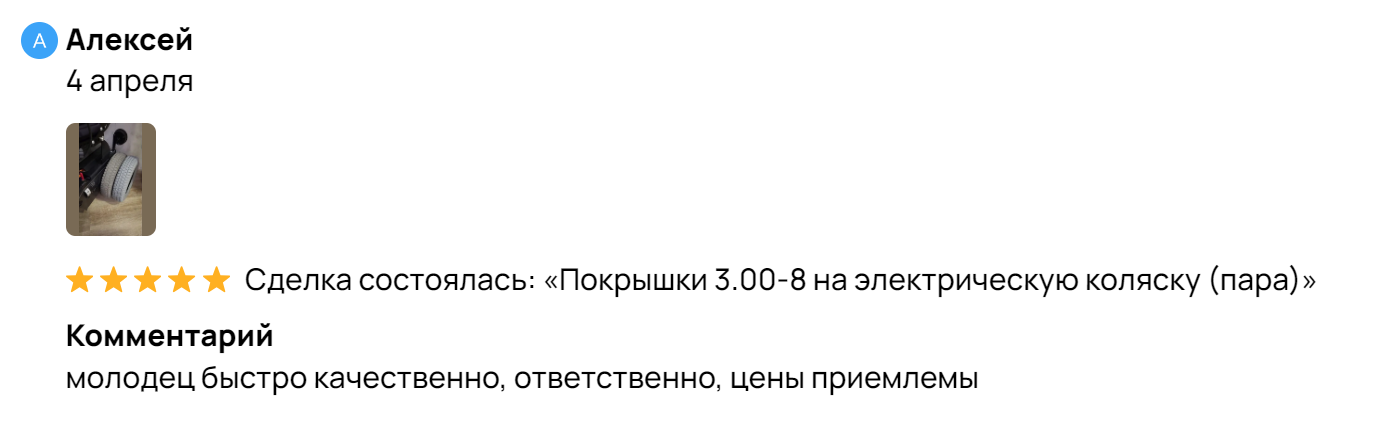 А Алексей
4 апреля
Сделка состоялась: «Покрышки 3.00-8 на электрическую коляску (пара)»
Комментарий
молодец быстро качественно, ответственно, цены приемлемы